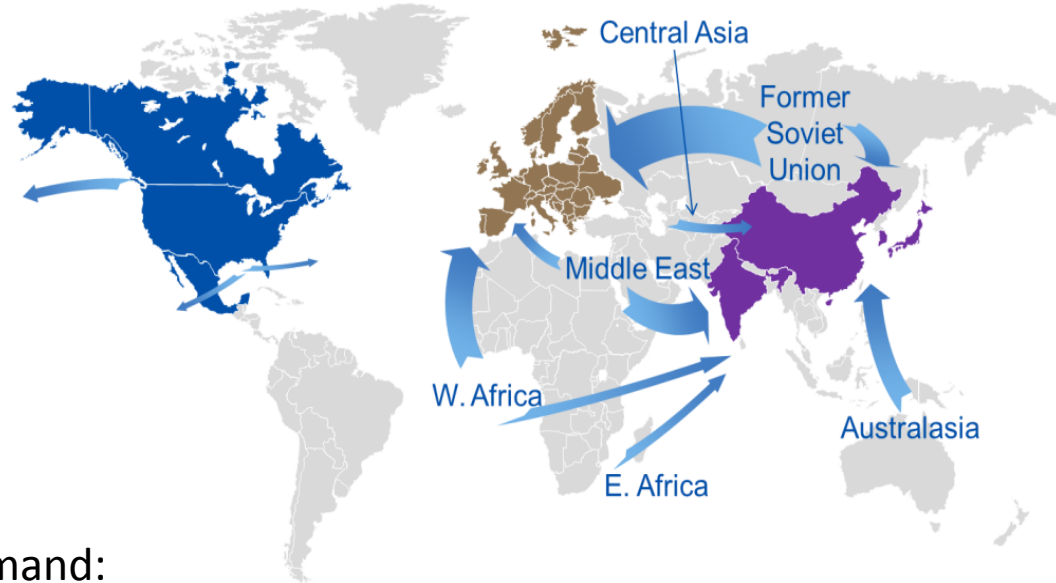 Central Asia
Former
Soviet
Union
Middle East
W. Africa
Australasia
E. Africa
mand: